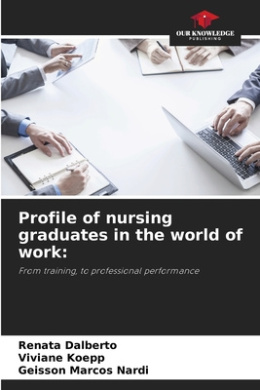 OUR KNOWLEDGE
PUBLISHING
Profile of nursing
graduates in the world of
work:
From training, to professional performance
Renata Dalberto
Viviane Koepp
Geisson Marcos Nardi